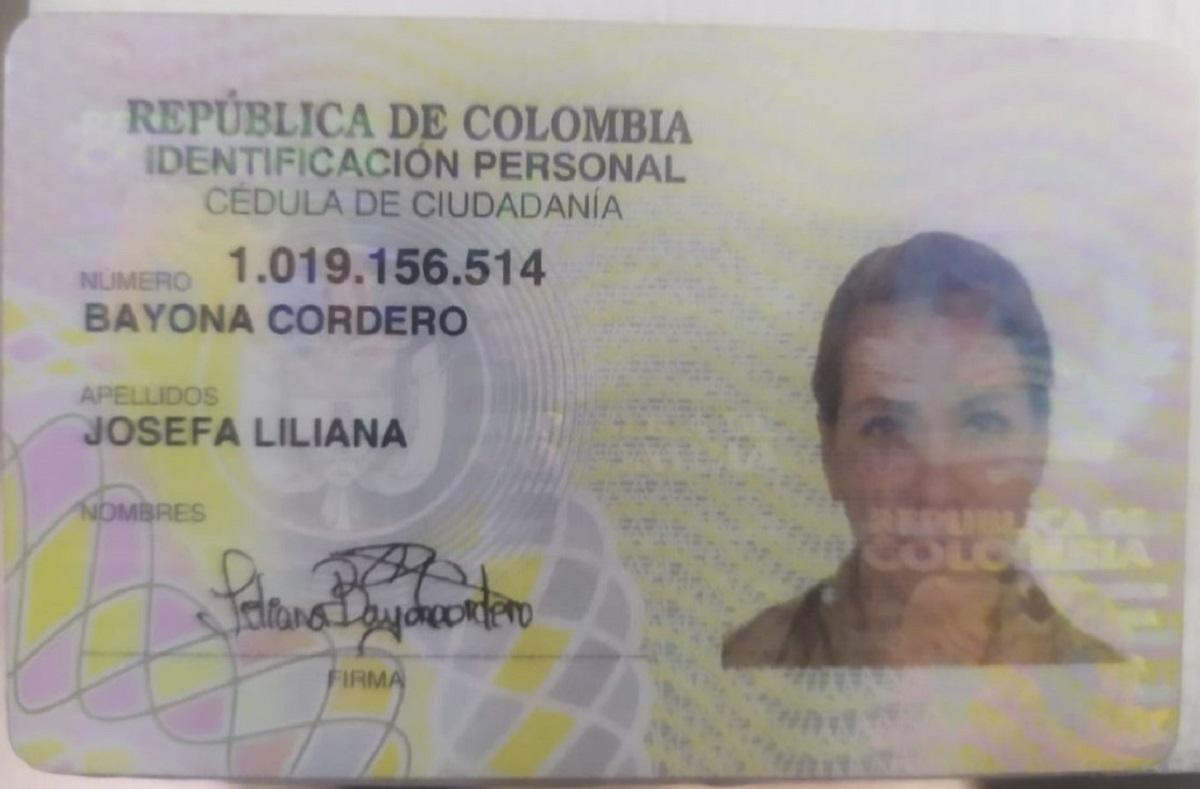 REPÚBLICA DE COLOMBIA
IDENTIFICACIÓN PERSONAL
CÉDULA DE CIUDADANÍA
NÚMERO 1.019.156.514
BAYONA CORDERO
APELLIDOS
JOSEFA LILIANA
NOMBRES
Liliana Bayona cordero
FIRMA
REPUBLICA DE
COLOMBIA